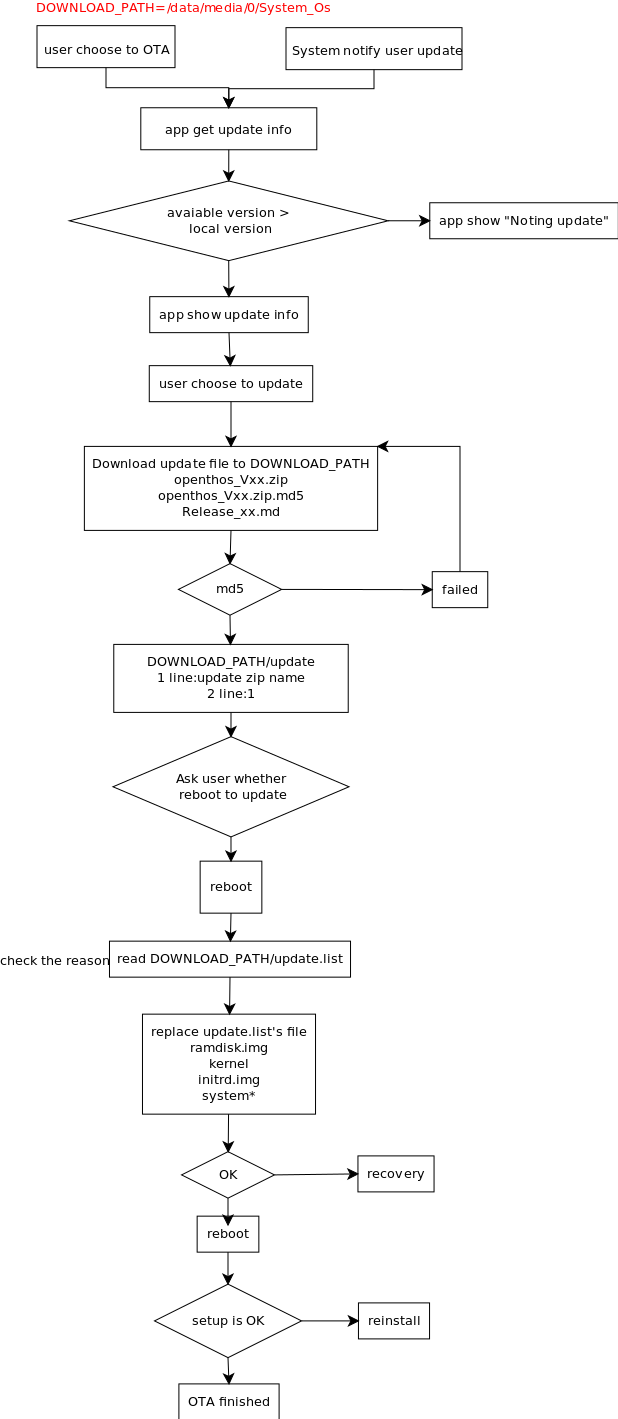 DOWNLOAD_PATH=/data/media/0/System_Os
user choose to OTA
System notify user update
app get update info
avaiable version >
local version
app show "Noting update"
app show update info
user choose to update
Download update file to DOWNLOAD_PATH
openthos_Vxx.zip
openthos_Vxx.zip.md5
Release_xx.md
md5
failed
DOWNLOAD_PATH/update
1 line:update zip name
2 line:1
Ask user whether
reboot to update
reboot
check the reason
read DOWNLOAD_PATH/update.list
replace update.list's file
ramdisk.img
kernel
initrd.img
system*
OK
recovery
reboot
setup is OK
reinstall
OTA finished